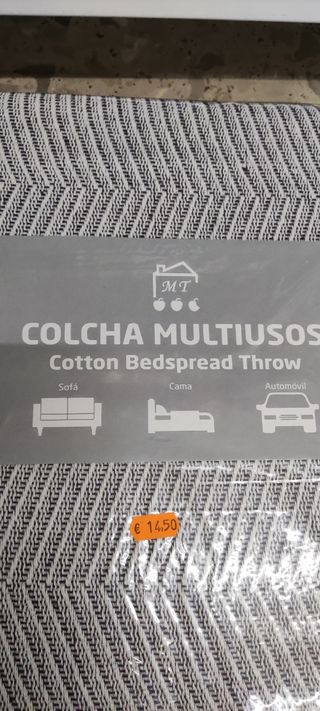 MT
COLCHA MULTIUSOS
Cotton Bedspread Throw
Sofá Cama Automóvil
€ 14.50